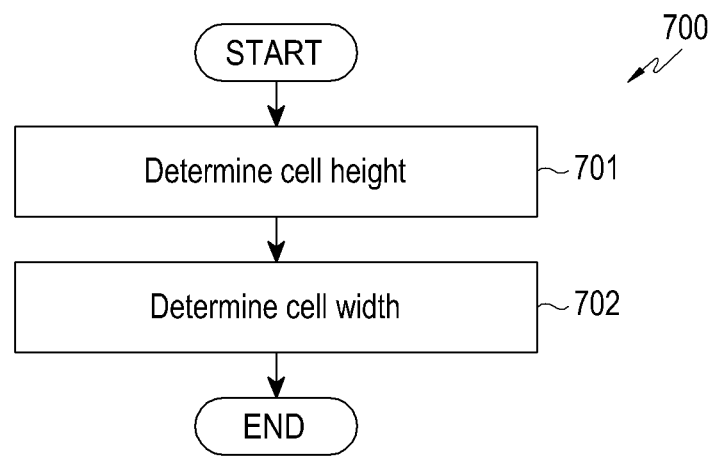 700
START
Determine cell height
701
Determine cell width
702
END